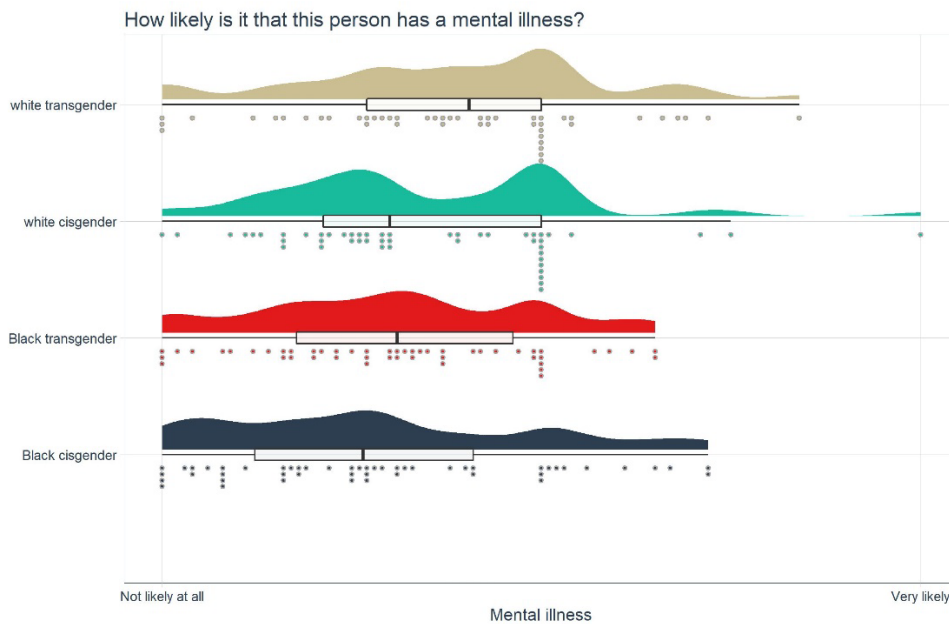 How likely is it that this person has a mental illness?
white transgender
white cisgender
Black transgender
Black cisgender
Not likely at all
Very likely
Mental illness